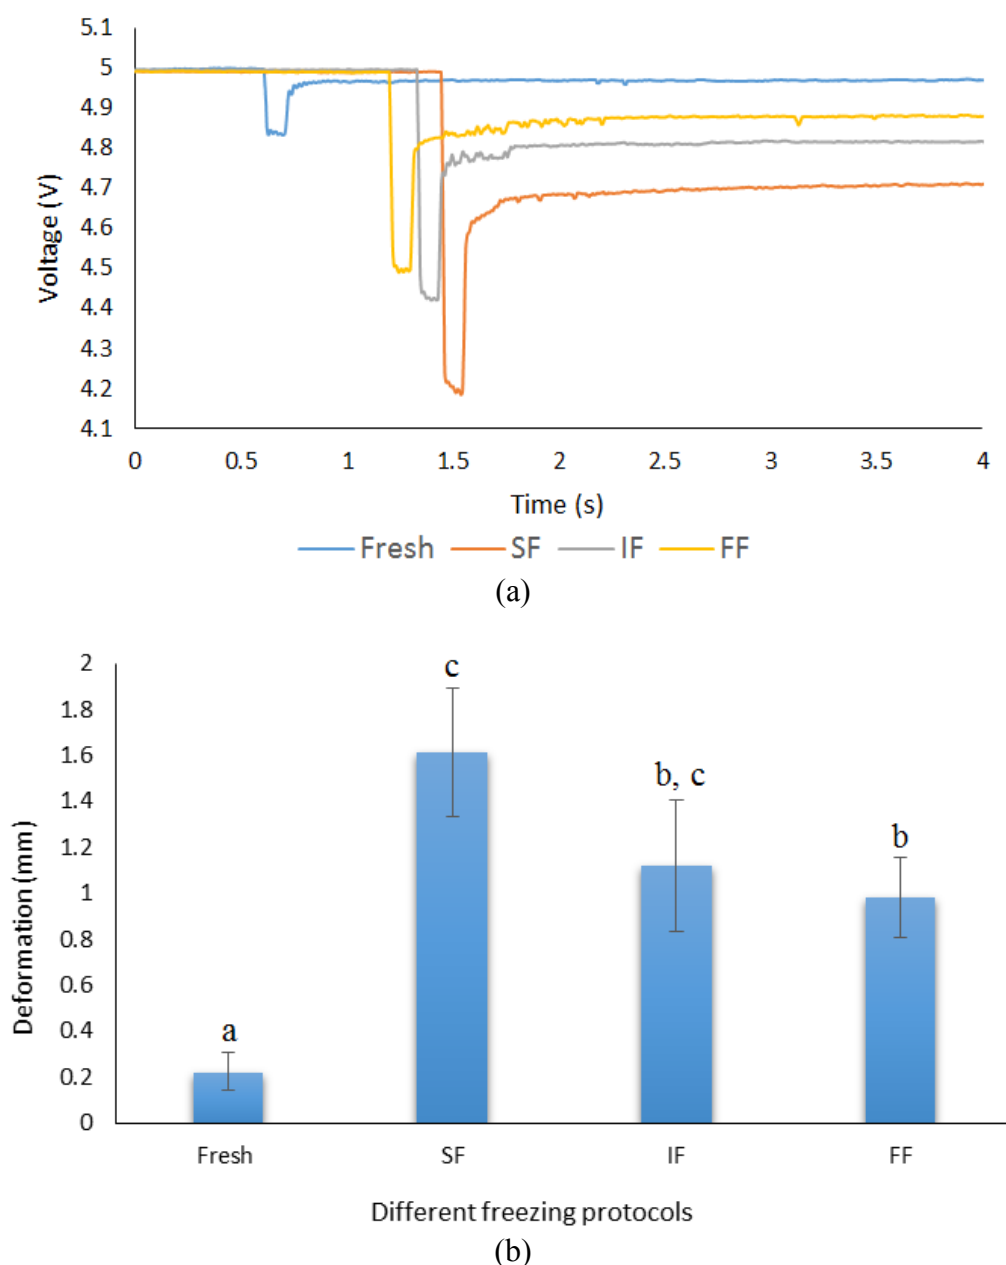 5.1
5
4.9
4.8
4.7
4.6
4.5
4.4
4.3
4.2
4.1
Voltage (V)
0 0.5 1 1.5 2 2.5 3 3.5 4
Time (s)
Fresh SF IF FF
(a)
2
1.8
1.6
1.4
1.2
1
0.8
0.6
0.4
0.2
0
Deformation (mm)
a
c
b, c
b
Fresh SF IF FF
Different freezing protocols
(b)